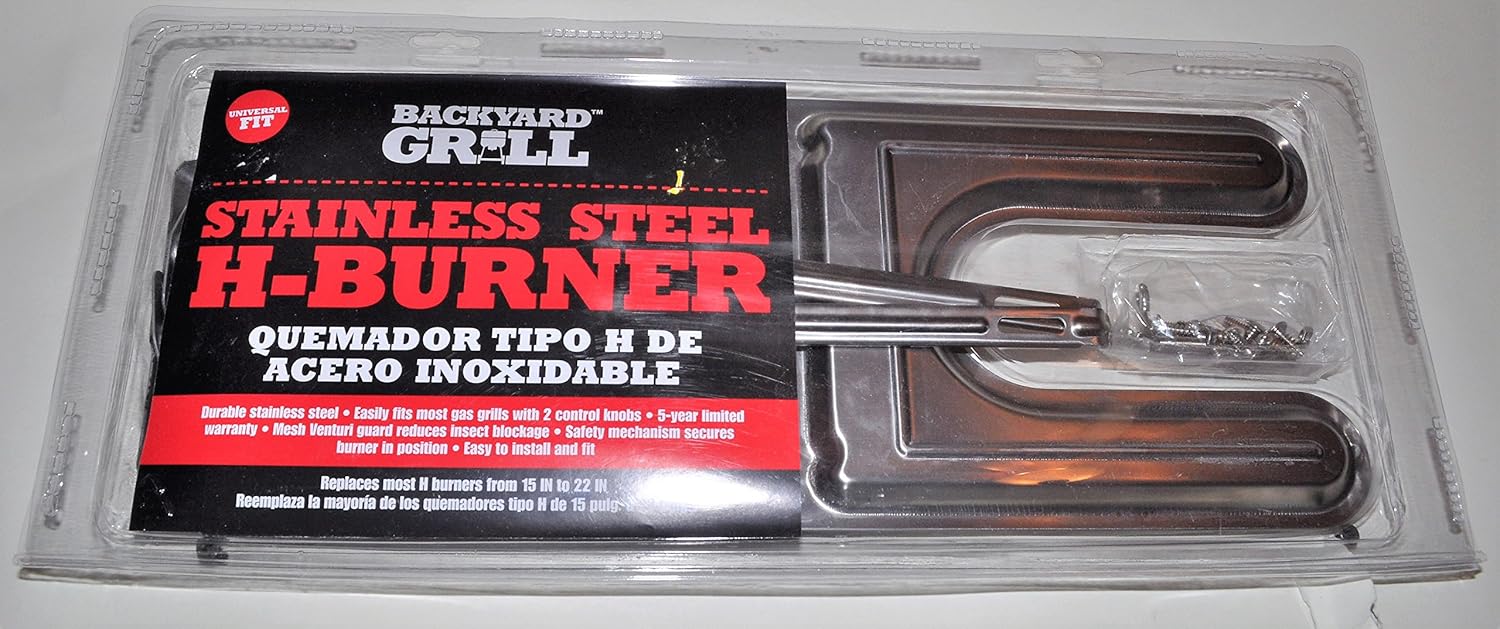 UNIVERSAL
FIT
BACKYARD™
GRILL
STAINLESS STEEL
H-BURNER
QUEMADOR TIPO H DE
ACERO INOXIDABLE
Durable stainless steel • Easily fits most gas grills with 2 control knobs • 5-year limited
warranty • Mesh Venturi guard reduces insect blockage • Safety mechanism secures
burner in position • Easy to install and fit
Replaces most H burners from 15 IN to 22 IN
Reemplaza la mayoría de los quemadores tipo H de 15 pulg.